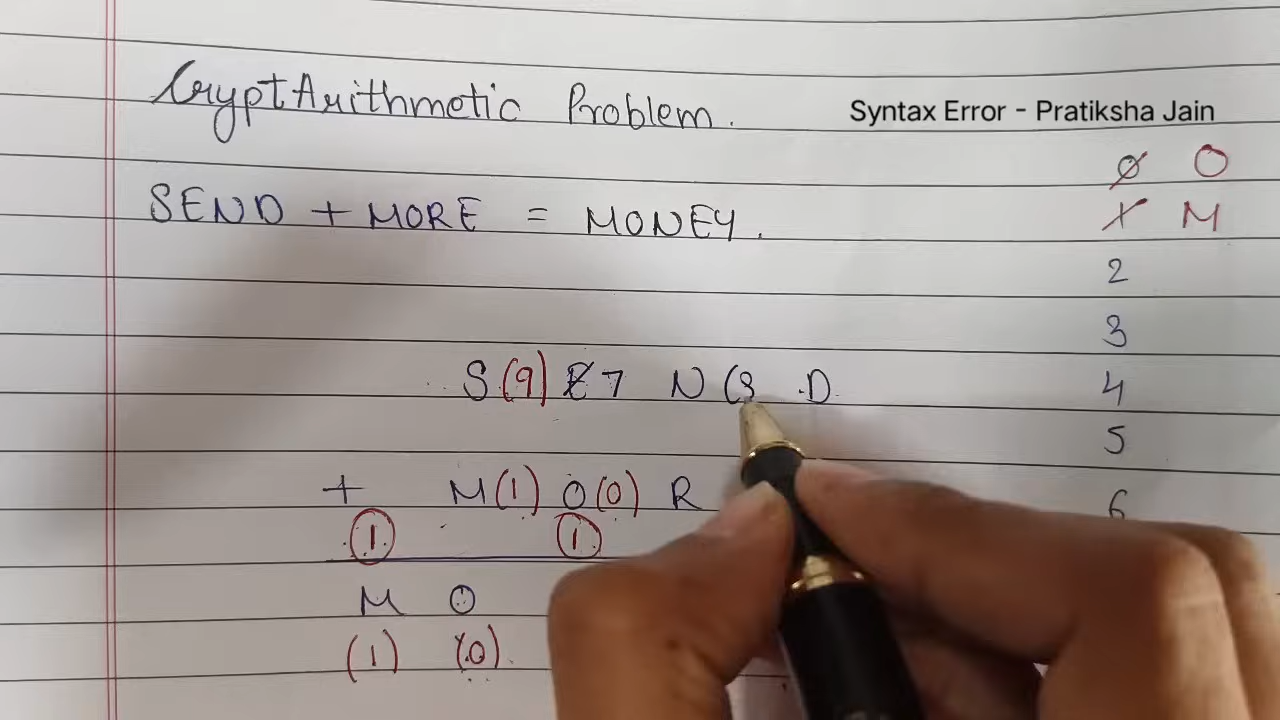 CryptArithmetic Problem.
Syntax Error - Pratiksha Jain
0 O
1 M
SEND + MORE = MONEY.
2
3
S (9) E 7 N (8 D
4
5
+ M (1) O (0) R
6
1 1
M O
(1) (0)